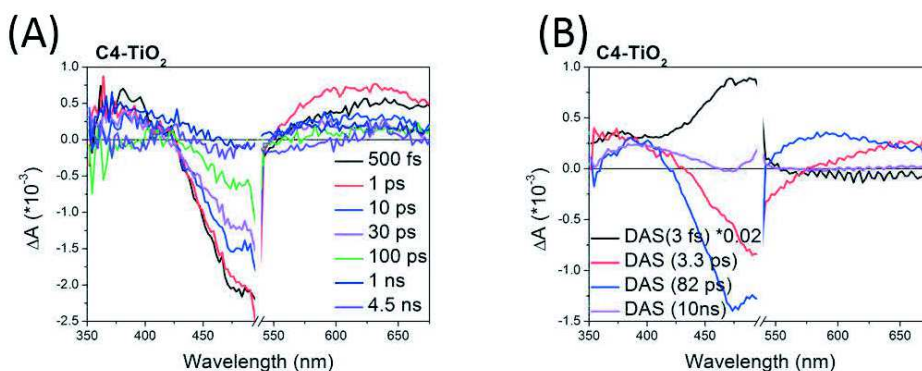 (A)
C4-TiO2
ΔA (*10-3)
1.0
0.5
0.0
-0.5
-1.0
-1.5
-2.0
-2.5
500 fs
1 ps
10 ps
30 ps
100 ps
1 ns
4.5 ns
350 400 450 550 600 650
Wavelength (nm)
(B)
C4-TiO2
ΔA (*10-3)
1.0
0.5
0.0
-0.5
-1.0
-1.5
DAS(3 fs) *0.02
DAS (3.3 ps)
DAS (82 ps)
DAS (10ns)
350 400 450 550 600 650
Wavelength (nm)